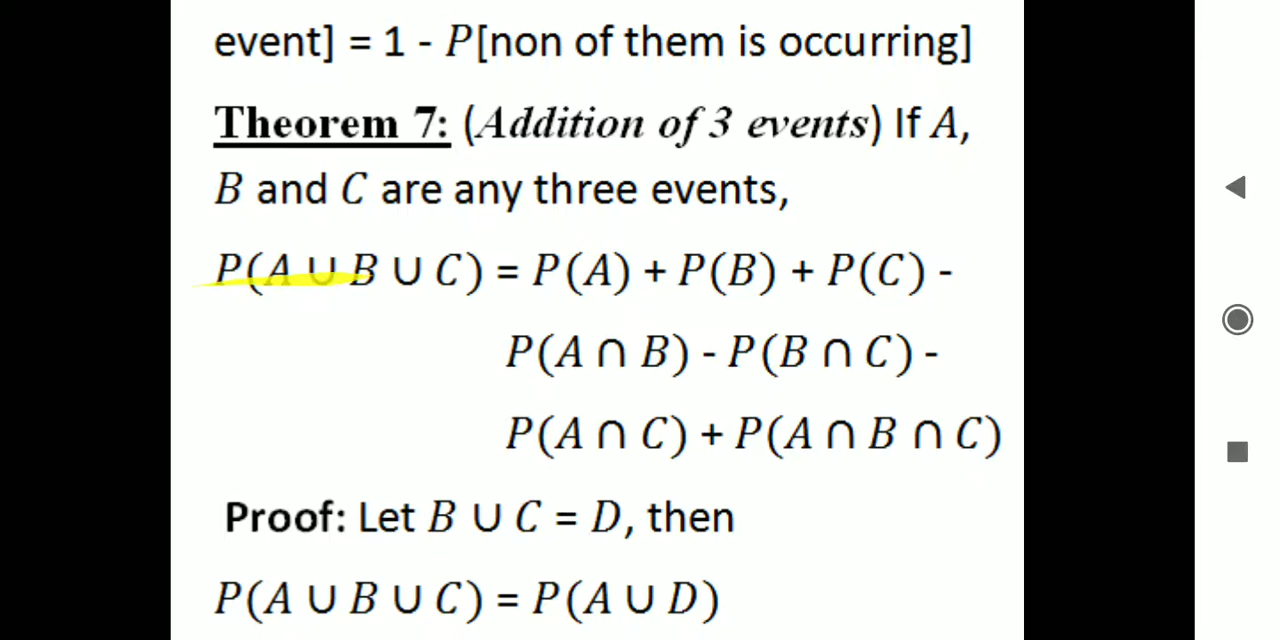 event] = 1 - P[non of them is occurring]
Theorem 7: (Addition of 3 events) If A,
B and C are any three events,
P(A ∪ B ∪ C) = P(A) + P(B) + P(C) -
P(A ∩ B) - P(B ∩ C) -
P(A ∩ C) + P(A ∩ B ∩ C)
Proof: Let B ∪ C = D, then
P(A ∪ B ∪ C) = P(A ∪ D)